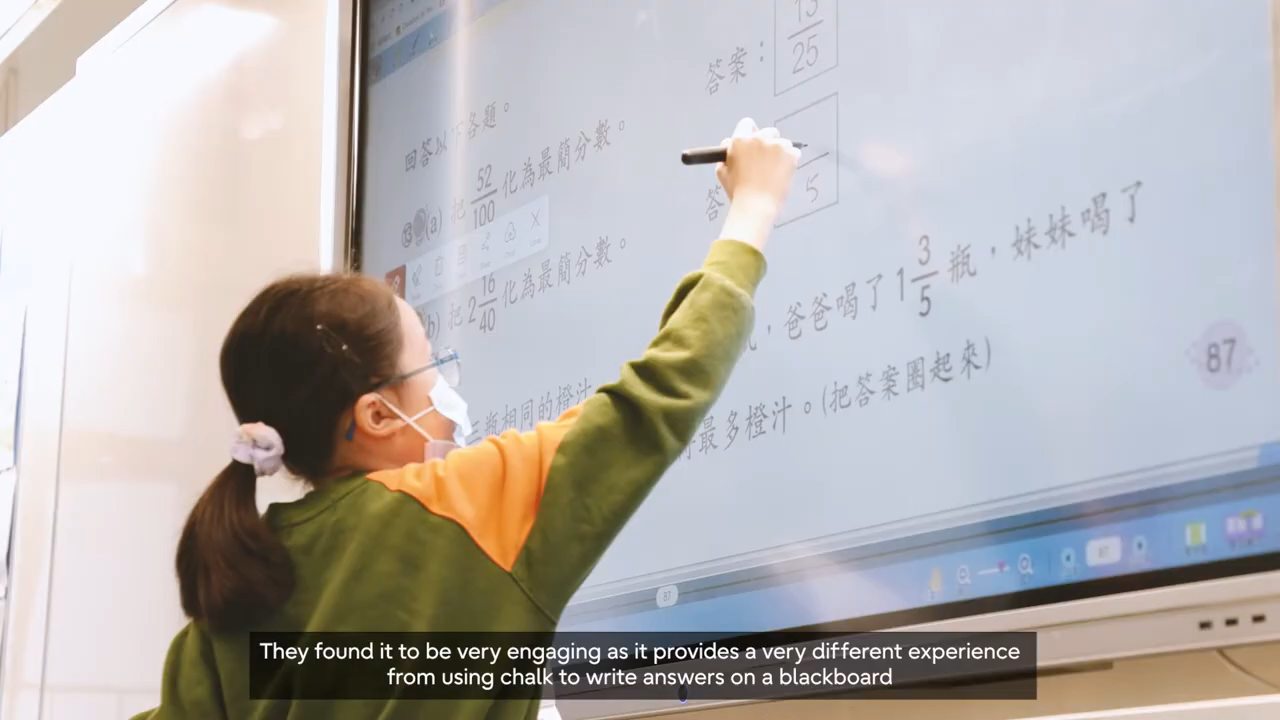 回答以下各題。
答案： 13/25
(a) 把 52/100 化為最簡分數。
答 5
(b) 把 2 16/40 化為最簡分數。
三瓶相同的橙汁
，爸爸喝了 1 3/5 瓶，妹妹喝了
最多橙汁。(把答案圈起來)
87
87
87
They found it to be very engaging as it provides a very different experience
from using chalk to write answers on a blackboard